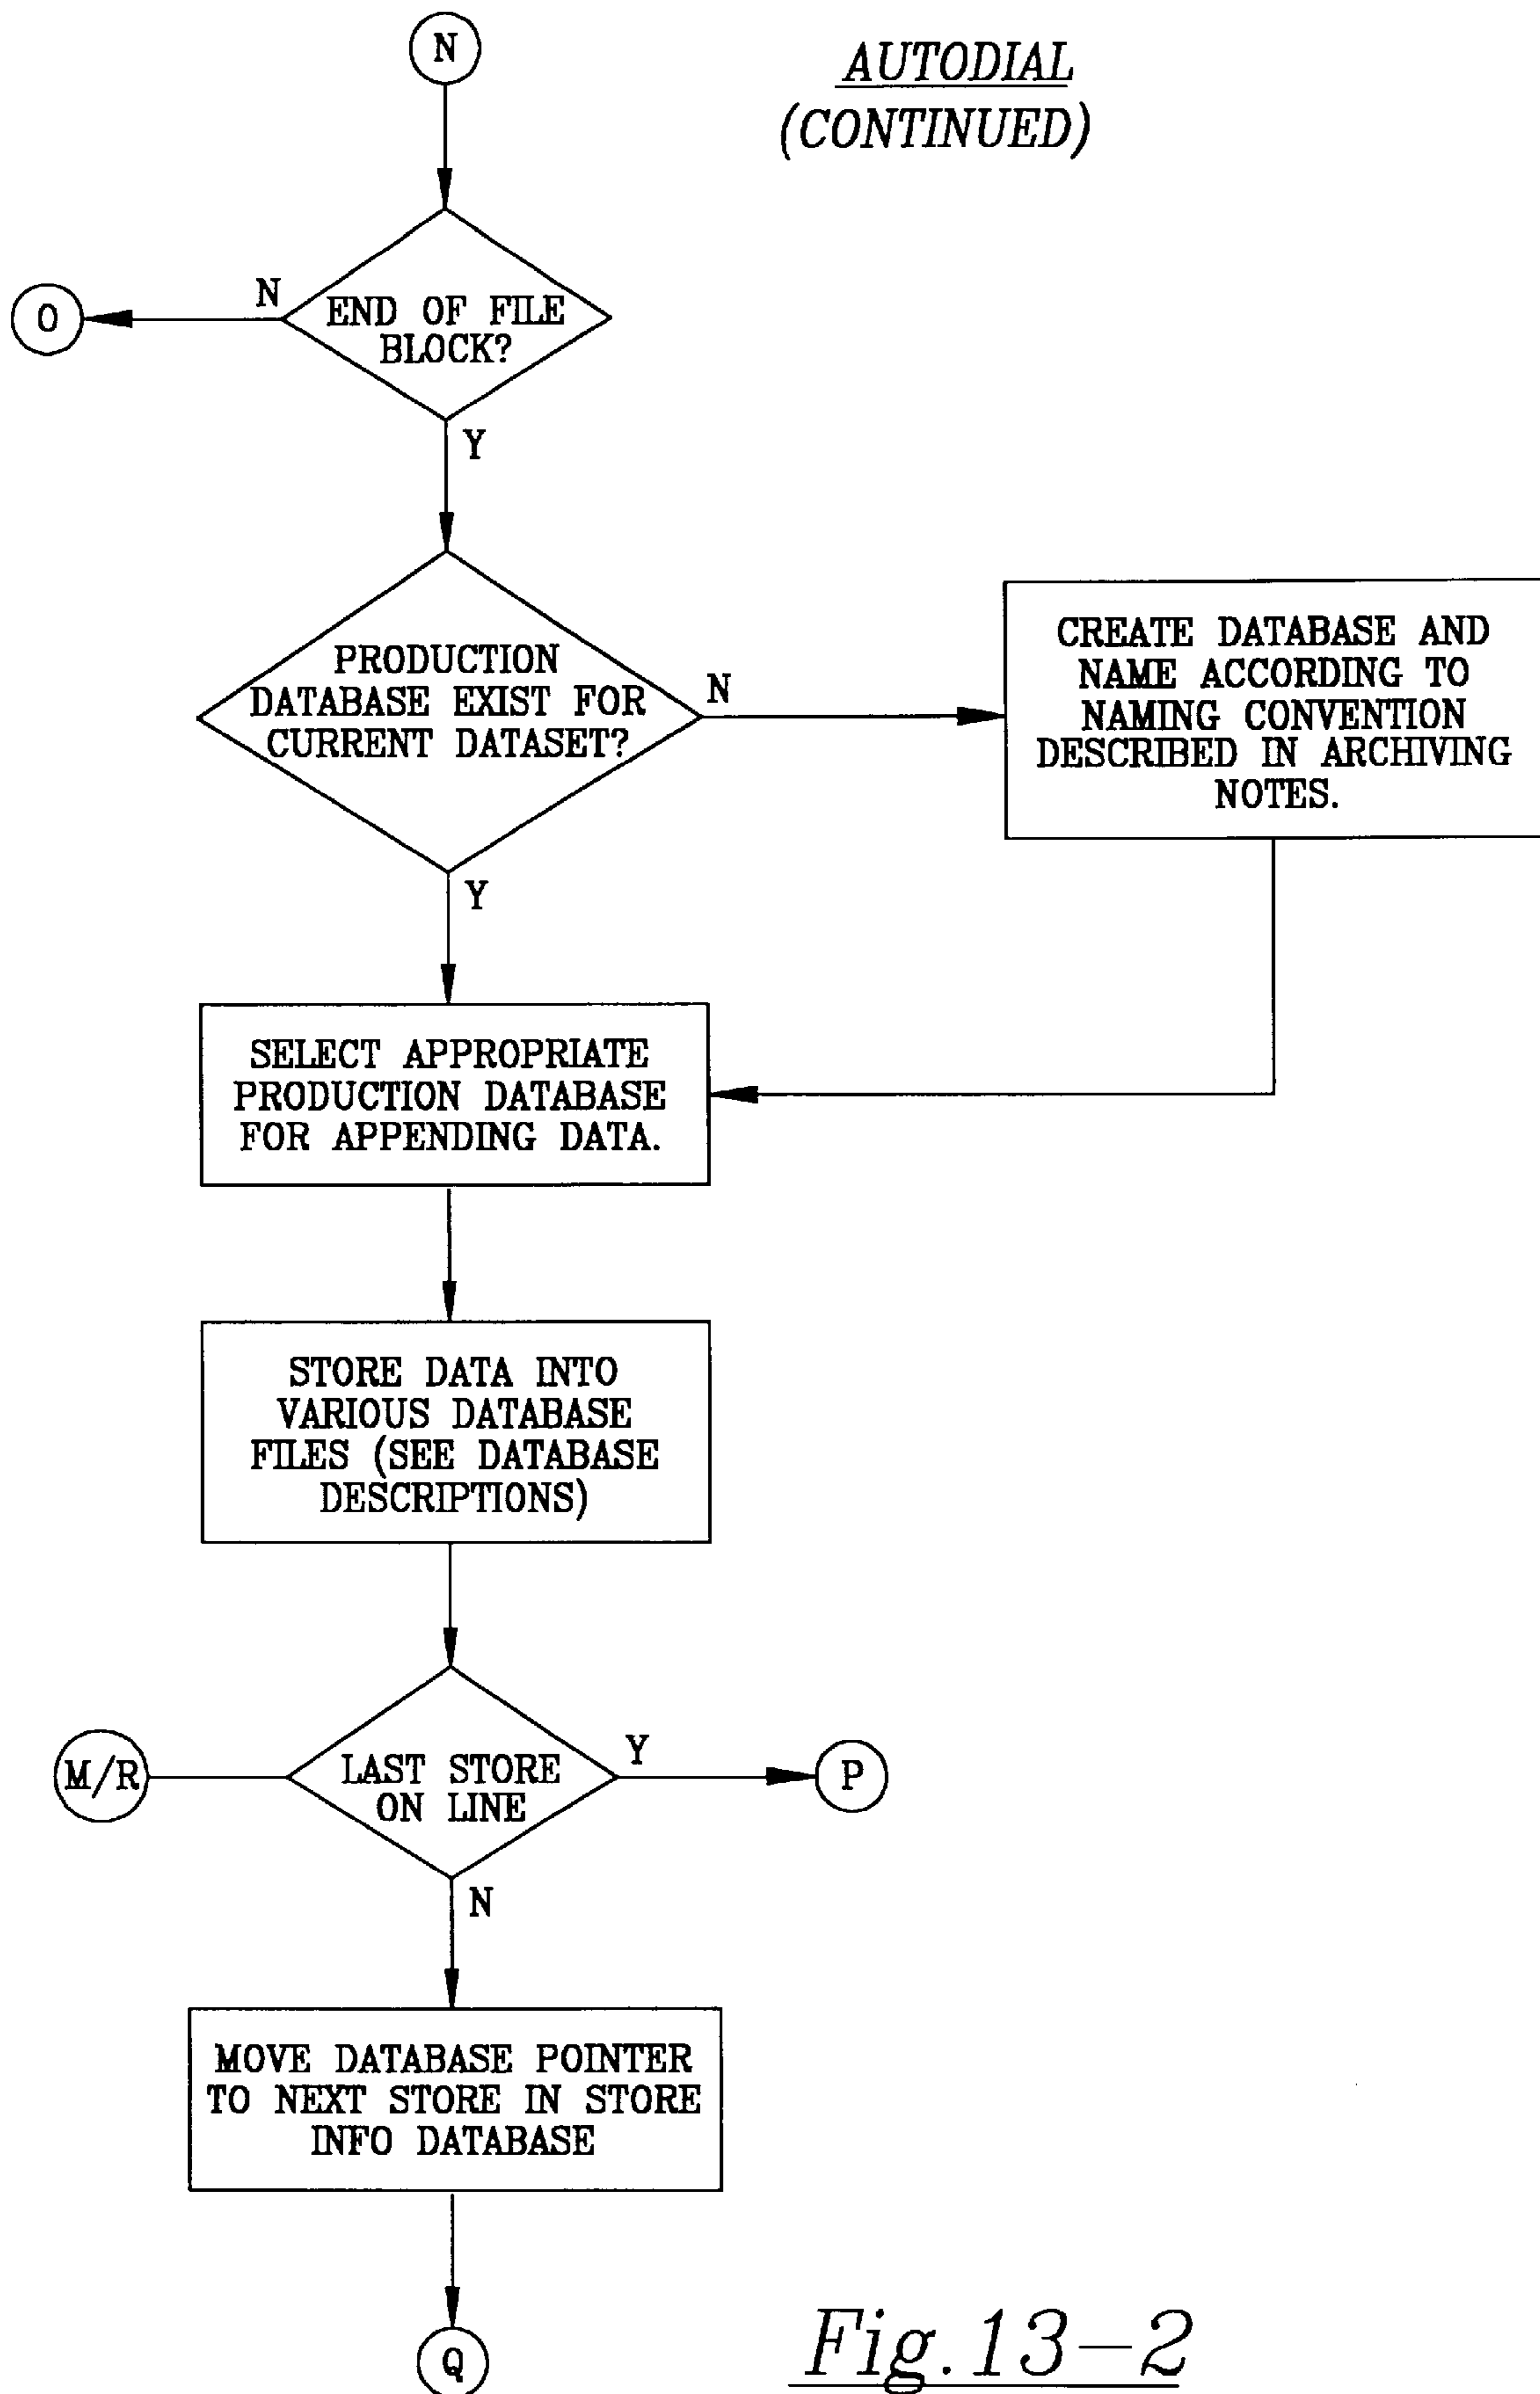 N
AUTODIAL
(CONTINUED)
N
O
END OF FILE
BLOCK?
Y
PRODUCTION
DATABASE EXIST FOR
CURRENT DATASET?
N
CREATE DATABASE AND
NAME ACCORDING TO
NAMING CONVENTION
DESCRIBED IN ARCHIVING
NOTES.
Y
SELECT APPROPRIATE
PRODUCTION DATABASE
FOR APPENDING DATA.
STORE DATA INTO
VARIOUS DATABASE
FILES (SEE DATABASE
DESCRIPTIONS)
M/R
LAST STORE
ON LINE
Y
P
N
MOVE DATABASE POINTER
TO NEXT STORE IN STORE
INFO DATABASE
Q
Fig. 13-2